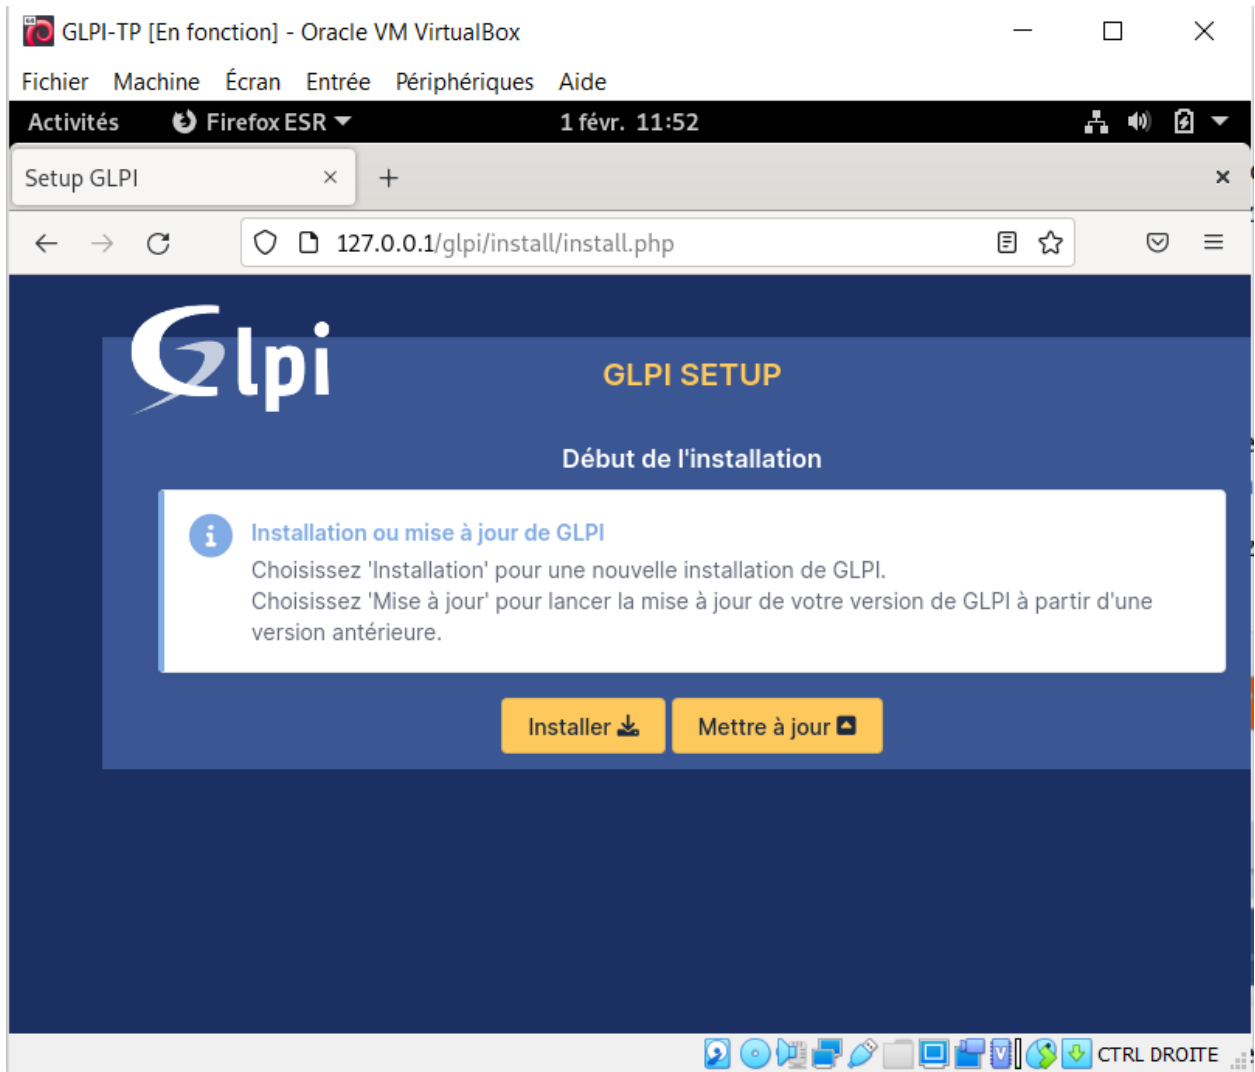 GLPI-TP [En fonction] - Oracle VM VirtualBox
Fichier Machine Écran Entrée Périphériques Aide
Activités Firefox ESR 1 févr. 11:52
Setup GLPI
127.0.0.1/glpi/install/install.php
Glpi
GLPI SETUP
Début de l'installation
Installation ou mise à jour de GLPI
Choisissez 'Installation' pour une nouvelle installation de GLPI.
Choisissez 'Mise à jour' pour lancer la mise à jour de votre version de GLPI à partir d'une
version antérieure.
Installer Mettre à jour
CTRL DROITE